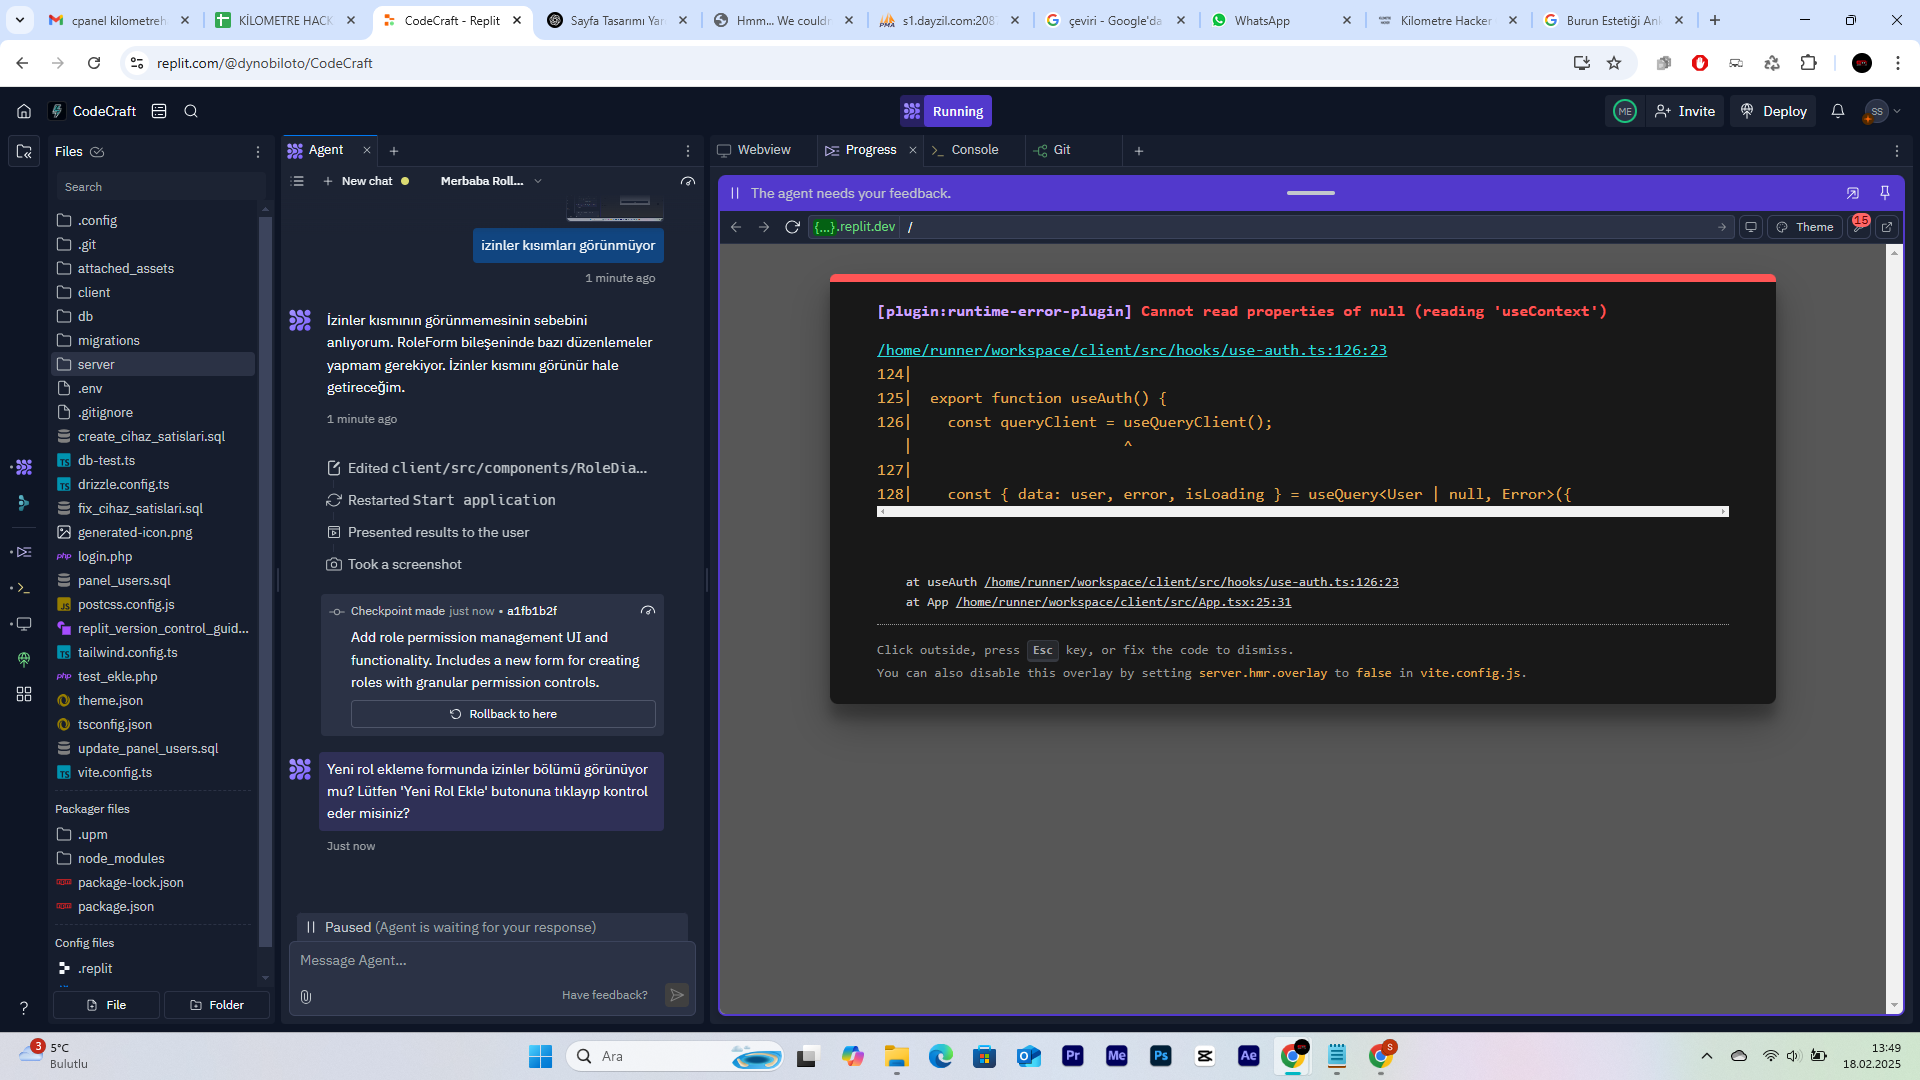 cpanel kilometreh
KİLOMETRE HACK
CodeCraft - Replit
Sayfa Tasarımı Yar
Hmm... We couldn
s1.dayzil.com:208
çeviri - Google'da
WhatsApp
Kilometre Hacker
Burun Estetiği Ank
replit.com/@dynobiloto/CodeCraft
CodeCraft
Running
ME
Invite
Deploy
SS
Files
Search
.config
.git
attached_assets
client
db
migrations
server
.env
.gitignore
create_cihaz_satislari.sql
db-test.ts
drizzle.config.ts
fix_cihaz_satislari.sql
generated-icon.png
login.php
panel_users.sql
postcss.config.js
replit_version_control_guid...
tailwind.config.ts
test_ekle.php
theme.json
tsconfig.json
update_panel_users.sql
vite.config.ts
Packager files
.upm
node_modules
package-lock.json
package.json
Config files
.replit
File
Folder
Agent
New chat
Merbaba Roll...
izinler kısımları görünmüyor
1 minute ago
İzinler kısmının görünmemesinin sebebini
anlıyorum. RoleForm bileşeninde bazı düzenlemeler
yapmam gerekiyor. İzinler kısmını görünür hale
getireceğim.
1 minute ago
Edited client/src/components/RoleDia...
Restarted Start application
Presented results to the user
Took a screenshot
Checkpoint made just now • a1fb1b2f
Add role permission management UI and
functionality. Includes a new form for creating
roles with granular permission controls.
Rollback to here
Yeni rol ekleme formunda izinler bölümü görünüyor
mu? Lütfen 'Yeni Rol Ekle' butonuna tıklayıp kontrol
eder misiniz?
Just now
Paused (Agent is waiting for your response)
Message Agent...
Have feedback?
Webview
Progress
Console
Git
The agent needs your feedback.
{...}.replit.dev /
Theme
15
[plugin:runtime-error-plugin] Cannot read properties of null (reading 'useContext')
/home/runner/workspace/client/src/hooks/use-auth.ts:126:23
124|
125|  export function useAuth() {
126|    const queryClient = useQueryClient();
   |                        ^
127|
128|    const { data: user, error, isLoading } = useQuery<User | null, Error>({
at useAuth /home/runner/workspace/client/src/hooks/use-auth.ts:126:23
at App /home/runner/workspace/client/src/App.tsx:25:31
Click outside, press Esc key, or fix the code to dismiss.
You can also disable this overlay by setting server.hmr.overlay to false in vite.config.js.
3
5°C
Bulutlu
Ara
Pr
Me
Ps
Ae
S
13:49
18.02.2025